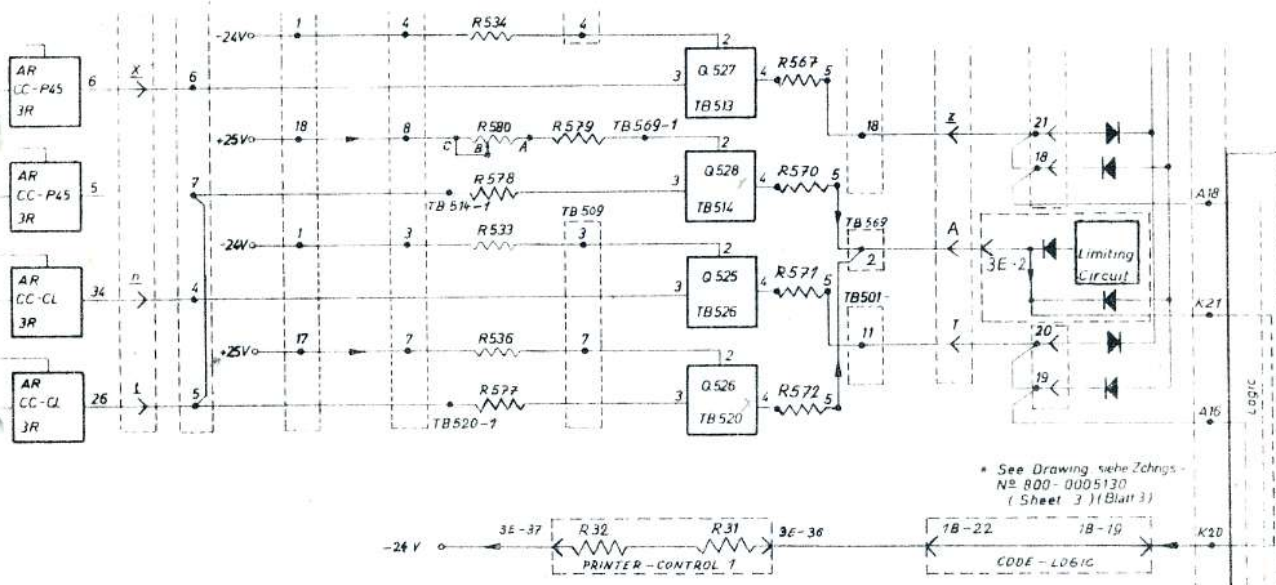 -24V 1 4 R534 4 2
AR
CC-P45
3R
6 X 6 3 Q527 4 R567 5
TB513
+25V 18 8 C R580 B A R579 TB569-1 2 18 z 21
AR
CC-P45
3R
5 7 TB514-1 R578 3 Q528 4 R570 5 18 A18
TB514
-24V 1 3 R533 TB509 3 2 TB569 2 A 3E-2 Limiting
Circuit
AR
CC-CL
3R
34 n 4 3 Q525 4 R571 5 TB501- K21
TB526
+25V 17 7 R536 7 2 11 T 20
AR
CC-CL
3R
26 5 TB520-1 R577 3 Q526 4 R572 5 19 A16
TB520
Logic
* See Drawing siehe Zchngs-
Nº 800-0005130
(Sheet 3) (Blatt 3)
-24 V 3E-37 R32 R31 3E-36 1B-22 1B-19 K20
PRINTER-CONTROL 1 CODE-LOGIC